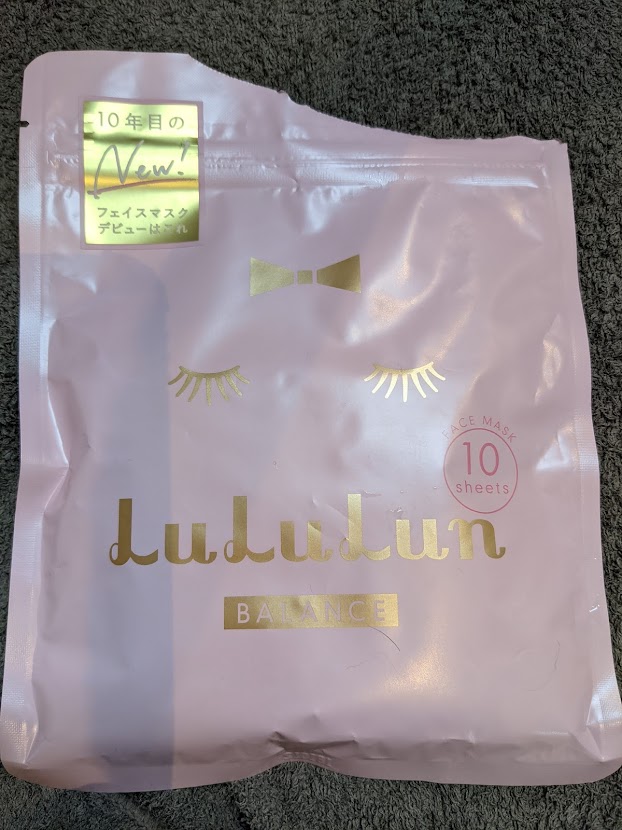 10年目の
New!
フェイスマスク
デビューはこれ
FACE MASK
10
sheets
LuLuLun
BALANCE